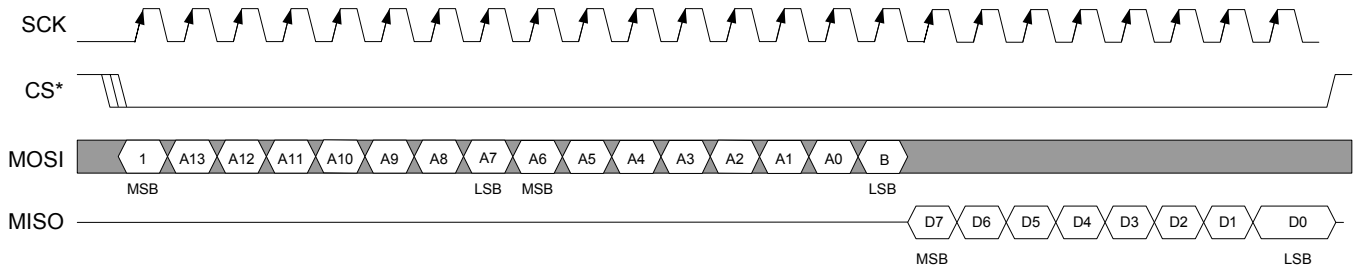 SCK
CS*
MOSI 1 A13 A12 A11 A10 A9 A8 A7 A6 A5 A4 A3 A2 A1 A0 B
MSB LSB MSB LSB
MISO D7 D6 D5 D4 D3 D2 D1 D0
MSB LSB